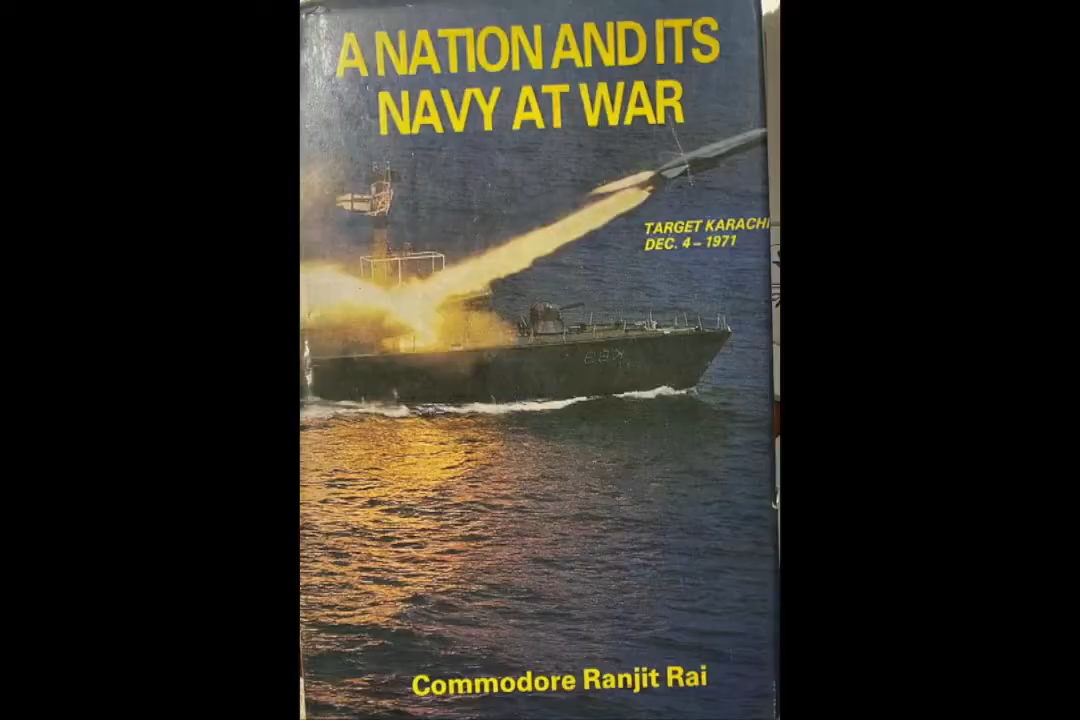 A NATION AND ITS
NAVY AT WAR
TARGET KARACHI
DEC. 4 – 1971
Commodore Ranjit Rai